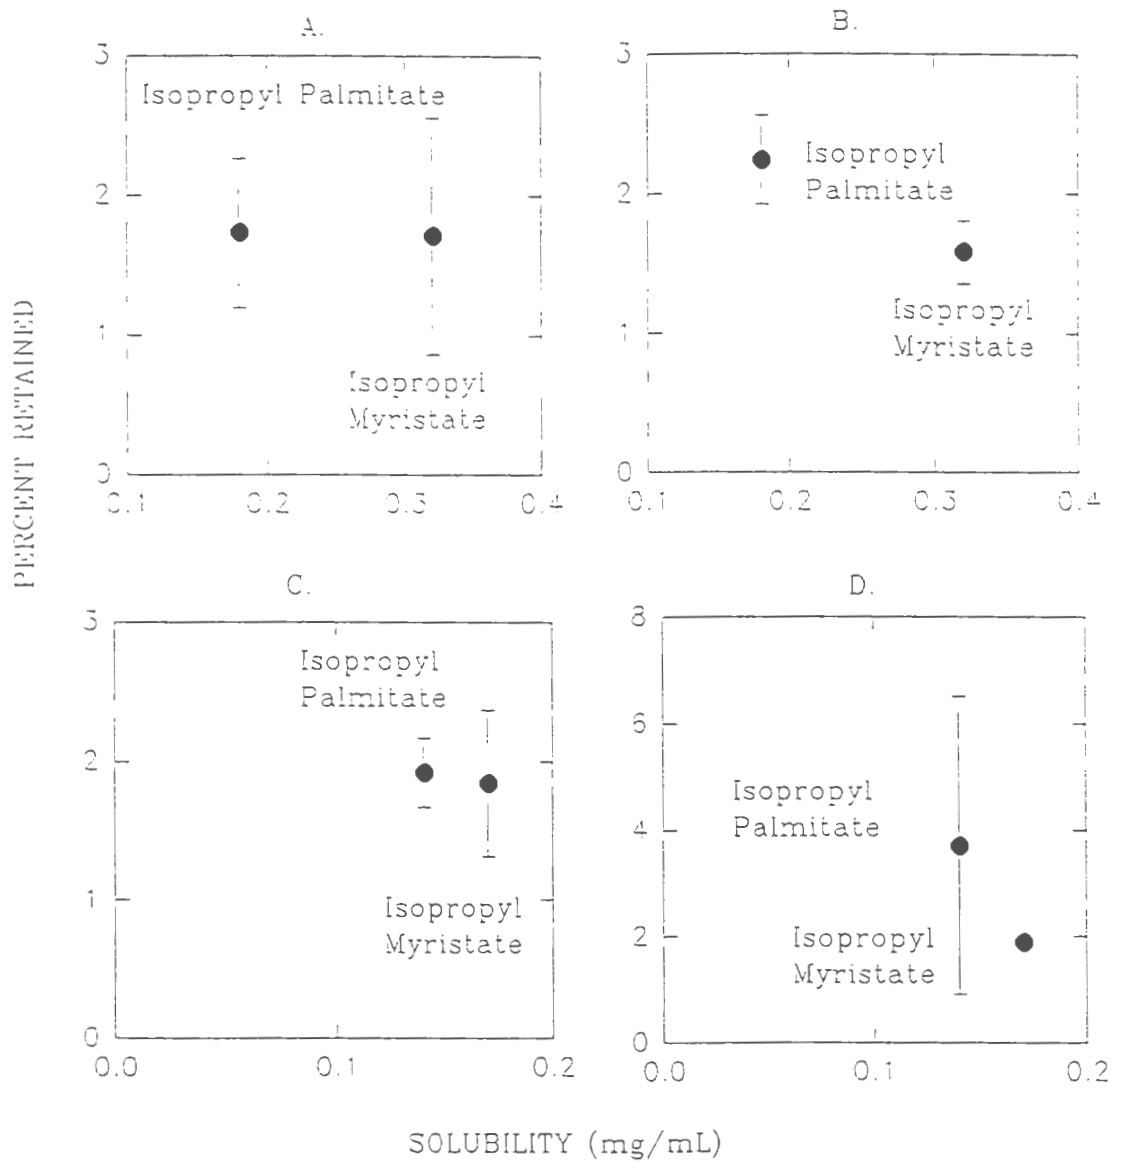 A.
3
Isopropyl Palmitate
2
1
Isopropyl
Myristate
0
0.1
0.2
0.3
0.4
B.
3
Isopropyl
Palmitate
2
Isopropyl
Myristate
1
0
0.1
0.2
0.3
0.4
PERCENT RETAINED
C.
3
Isopropyl
Palmitate
2
1
Isopropyl
Myristate
0
0.0
0.1
0.2
D.
8
6
Isopropyl
Palmitate
4
Isopropyl
Myristate
2
0
0.0
0.1
0.2
SOLUBILITY (mg/mL)